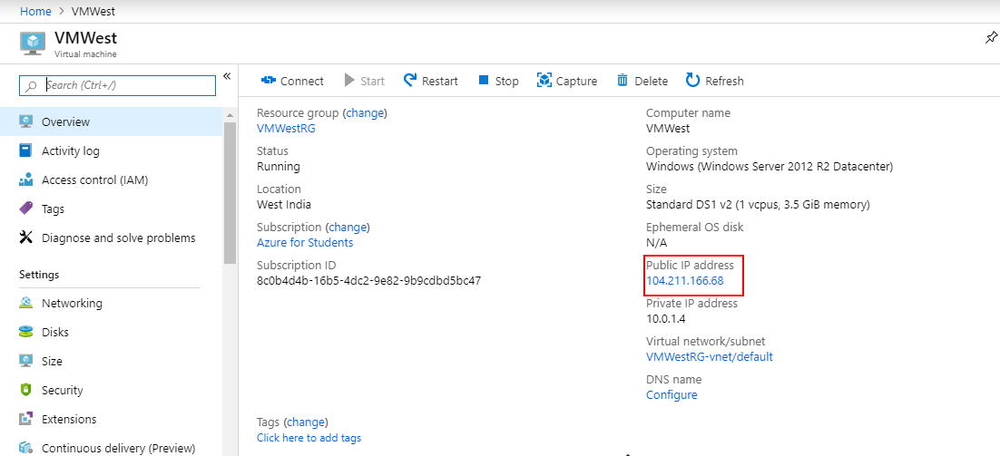 Home > VMWest
VMWest
Virtual machine
Search (Ctrl+/)
«
Overview
Activity log
Access control (IAM)
Tags
Diagnose and solve problems
Settings
Networking
Disks
Size
Security
Extensions
Continuous delivery (Preview)
Connect Start Restart Stop Capture Delete Refresh
Resource group (change)
VMWestRG
Status
Running
Location
West India
Subscription (change)
Azure for Students
Subscription ID
8c0b4d4b-16b5-4dc2-9e82-9b9cdbd5bc47
Computer name
VMWest
Operating system
Windows (Windows Server 2012 R2 Datacenter)
Size
Standard DS1 v2 (1 vcpus, 3.5 GiB memory)
Ephemeral OS disk
N/A
Public IP address
104.211.166.68
Private IP address
10.0.1.4
Virtual network/subnet
VMWestRG-vnet/default
DNS name
Configure
Tags (change)
Click here to add tags